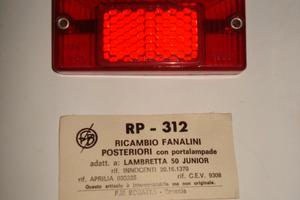 RP - 312
RICAMBIO FANALINI
POSTERIORI con portalampade
adatt. a: LAMBRETTA 50 JUNIOR
rif. INNOCENTI 20.16.1370
rif. APRILIA rif. C.E.V. 9308
Questo articolo è intercambiabile ma non originale.